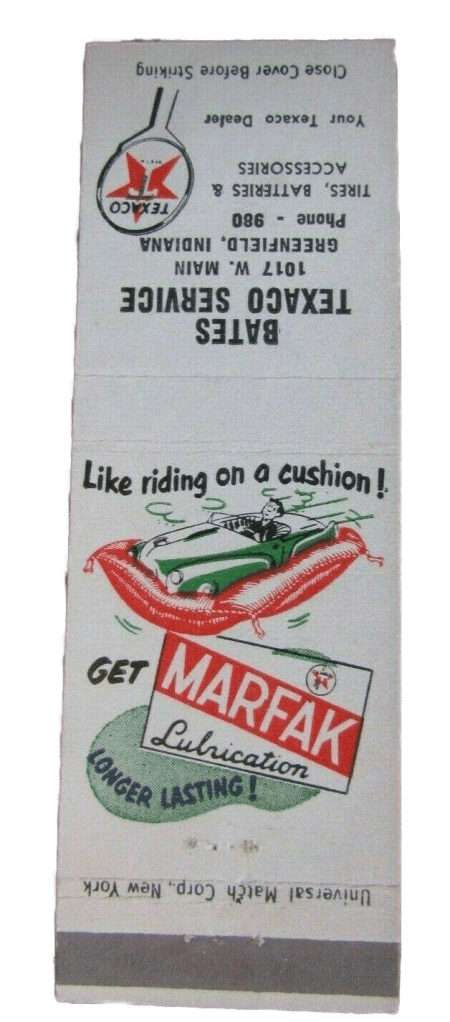 Close Cover Before Striking
Your Texaco Dealer
TEXACO
TIRES, BATTERIES &
ACCESSORIES
Phone - 980
GREENFIELD, INDIANA
1017 W. MAIN
TEXACO SERVICE
BATES
Like riding on a cushion!
GET
MARFAK
Lubrication
LONGER LASTING!
Universal Match Corp., New York